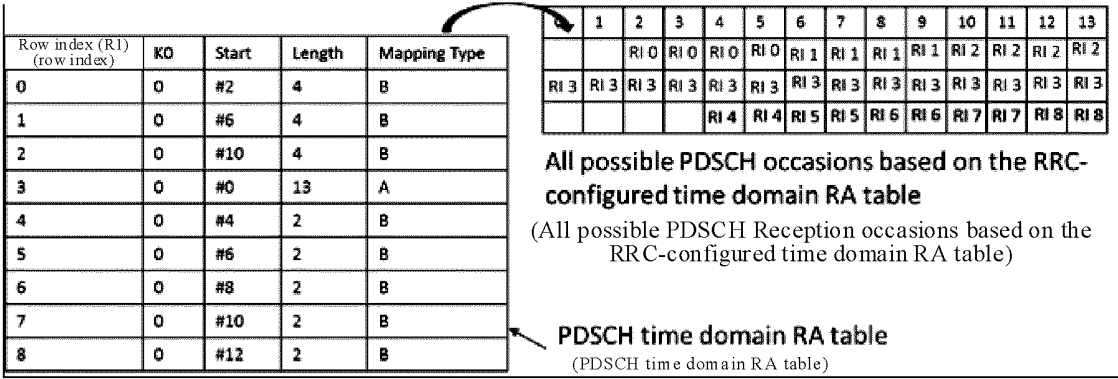 Row index (R1) (row index) K0 Start Length Mapping Type
0 0 #2 4 B
1 0 #6 4 B
2 0 #10 4 B
3 0 #0 13 A
4 0 #4 2 B
5 0 #6 2 B
6 0 #8 2 B
7 0 #10 2 B
8 0 #12 2 B
0 1 2 3 4 5 6 7 8 9 10 11 12 13
RI 0 RI 0 RI 0 RI 0 RI 1 RI 1 RI 1 RI 1 RI 2 RI 2 RI 2 RI 2
RI 3 RI 3 RI 3 RI 3 RI 3 RI 3 RI 3 RI 3 RI 3 RI 3 RI 3 RI 3 RI 3 RI 3
RI 4 RI 4 RI 5 RI 5 RI 6 RI 6 RI 7 RI 7 RI 8 RI 8
All possible PDSCH occasions based on the RRC-
configured time domain RA table
(All possible PDSCH Reception occasions based on the
RRC-configured time domain RA table)
PDSCH time domain RA table
(PDSCH time domain RA table)